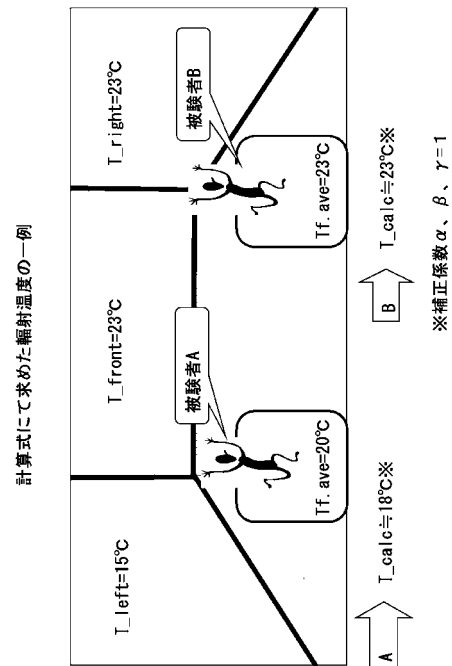 計算式にて求めた輻射温度の一例
T_left=15℃
T_front=23℃
T_right=23℃
被験者A
被験者B
Tf. ave=20℃
Tf. ave=23℃
A
T_calc≒18℃※
B
T_calc≒23℃※
※補正係数α、β、γ=1